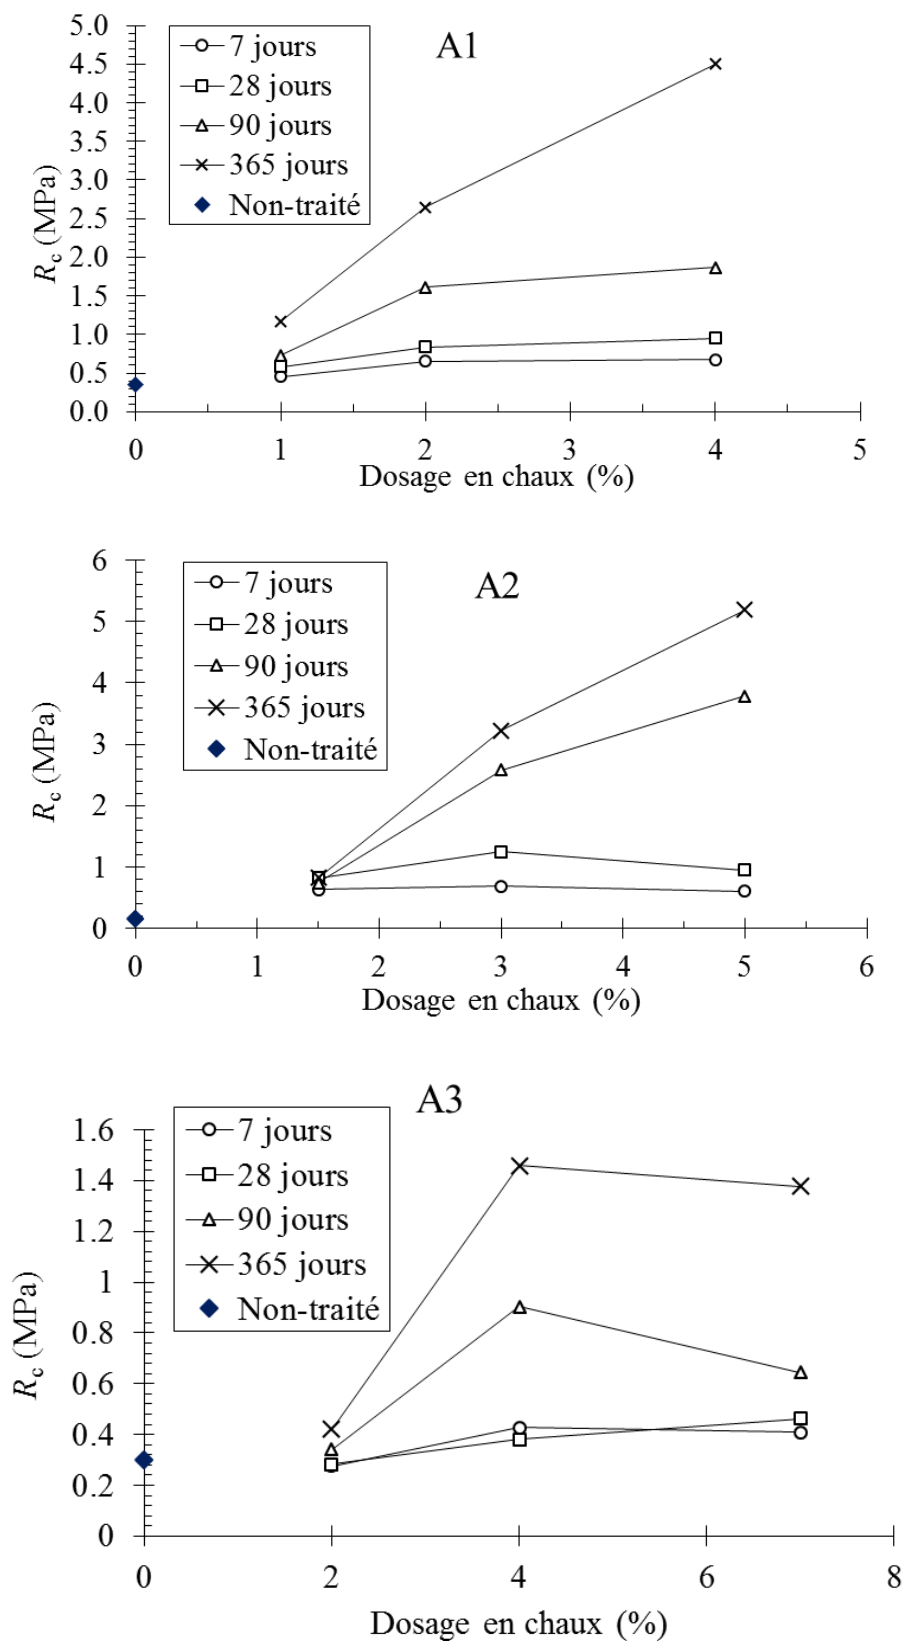 A1
7 jours
28 jours
90 jours
365 jours
Non-traité
Rc (MPa)
5.0
4.5
4.0
3.5
3.0
2.5
2.0
1.5
1.0
0.5
0.0
0 1 2 3 4 5
Dosage en chaux (%)
A2
7 jours
28 jours
90 jours
365 jours
Non-traité
Rc (MPa)
6
5
4
3
2
1
0
0 1 2 3 4 5 6
Dosage en chaux (%)
A3
7 jours
28 jours
90 jours
365 jours
Non-traité
Rc (MPa)
1.6
1.4
1.2
1
0.8
0.6
0.4
0.2
0
0 2 4 6 8
Dosage en chaux (%)